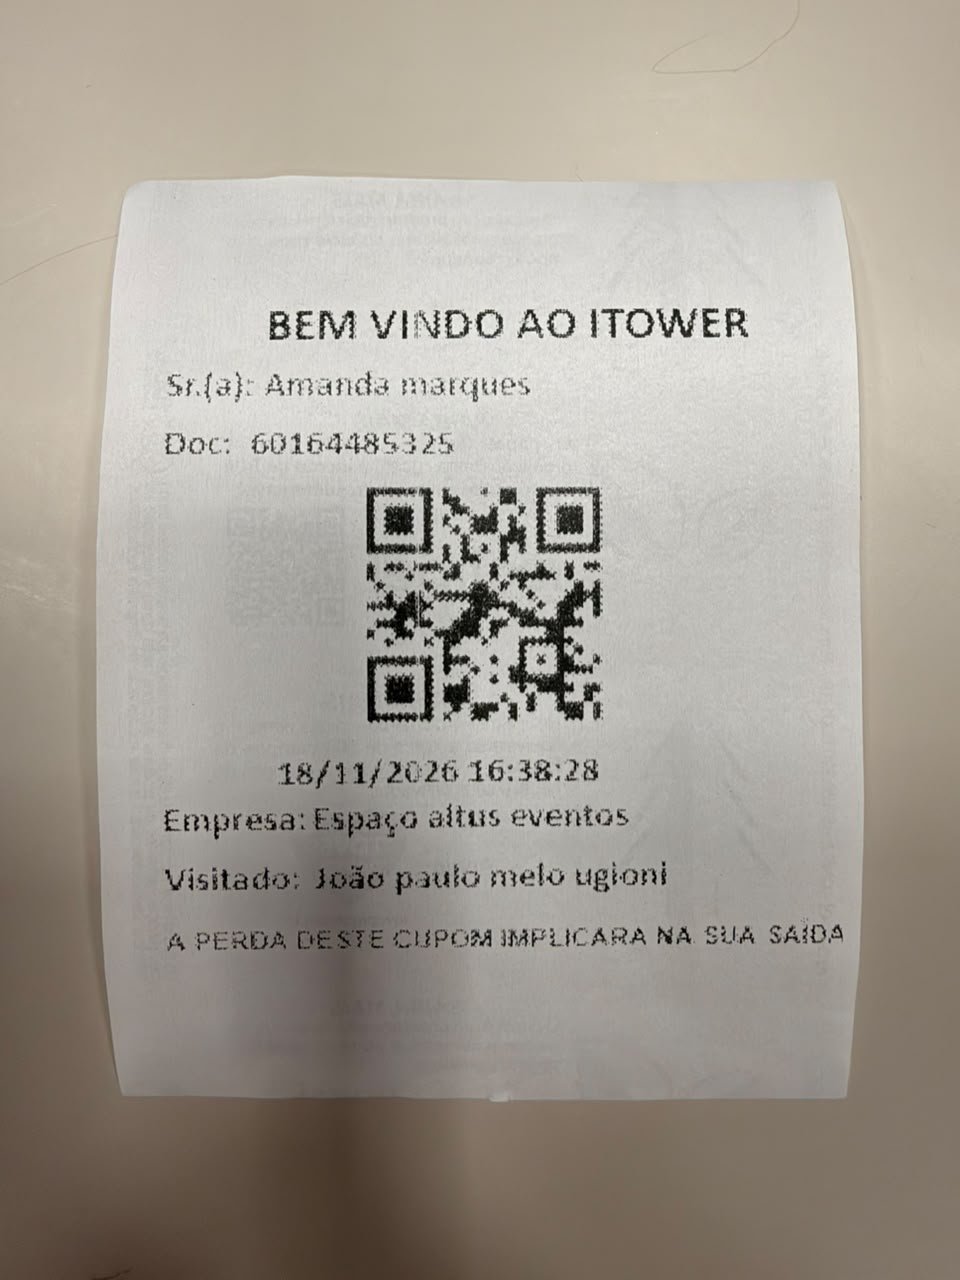 BEM VINDO AO ITOWER
Sr.(a): Amanda marques
Doc: 60164485325
18/11/2026 16:38:28
Empresa: Espaço altus eventos
Visitado: João paulo melo ugioni
A PERDA DESTE CUPOM IMPLICARA NA SUA SAÍDA